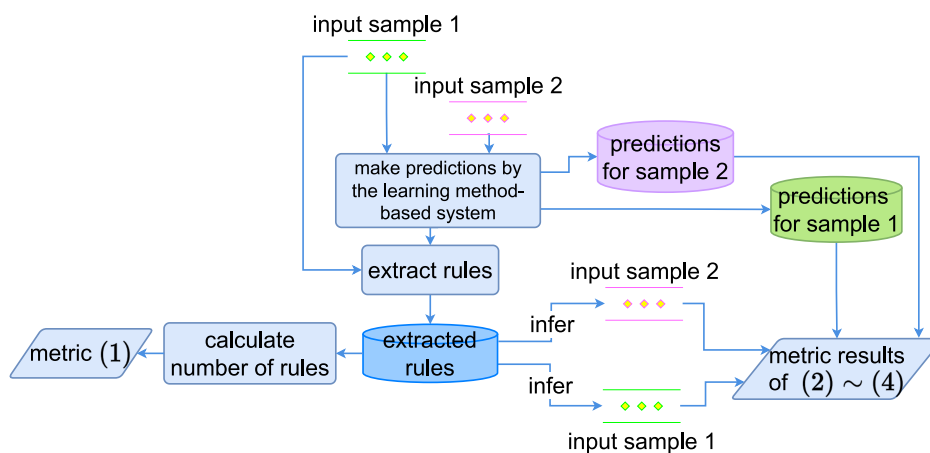 input sample 1
input sample 2
make predictions by
the learning method-
based system
predictions
for sample 2
predictions
for sample 1
extract rules
input sample 2
infer
metric (1)
calculate
number of rules
extracted
rules
metric results
of (2) ∼ (4)
infer
input sample 1